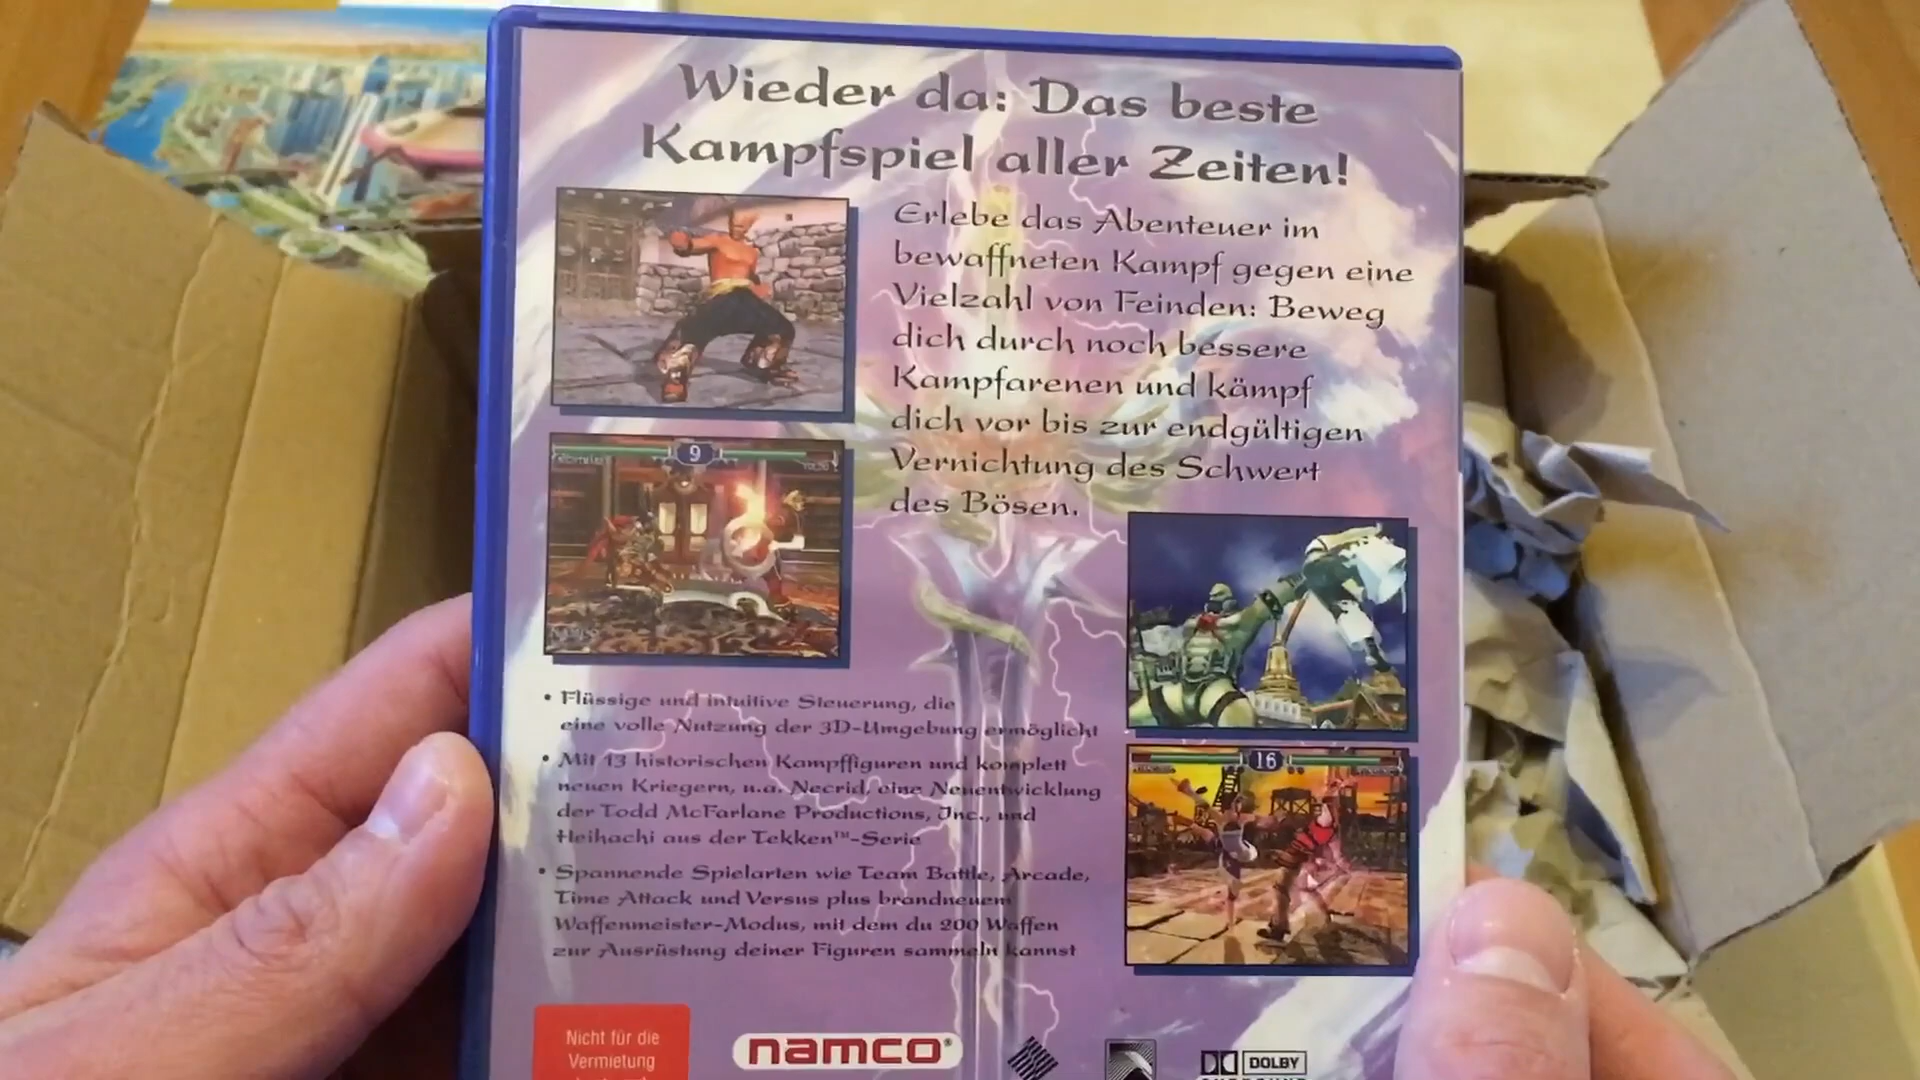 Wieder da: Das beste
Kampfspiel aller Zeiten!
Erlebe das Abenteuer im
bewaffneten Kampf gegen eine
Vielzahl von Feinden: Beweg
dich durch noch bessere
Kampfarenen und kämpf
dich vor bis zur endgültigen
Vernichtung des Schwert
des Bösen.
9
16
• Flüssige und intuitive Steuerung, die
eine volle Nutzung der 3D-Umgebung ermöglicht
• Mit 13 historischen Kampffiguren und komplett
neuen Kriegern, u.a. Necrid, eine Neuentwicklung
der Todd McFarlane Productions, Inc., und
Heihachi aus der Tekken™-Serie
• Spannende Spielarten wie Team Battle, Arcade,
Time Attack und Versus plus brandneuem
Waffenmeister-Modus, mit dem du 200 Waffen
zur Ausrüstung deiner Figuren sammeln kannst
Nicht für die
Vermietung
namco®
DOLBY